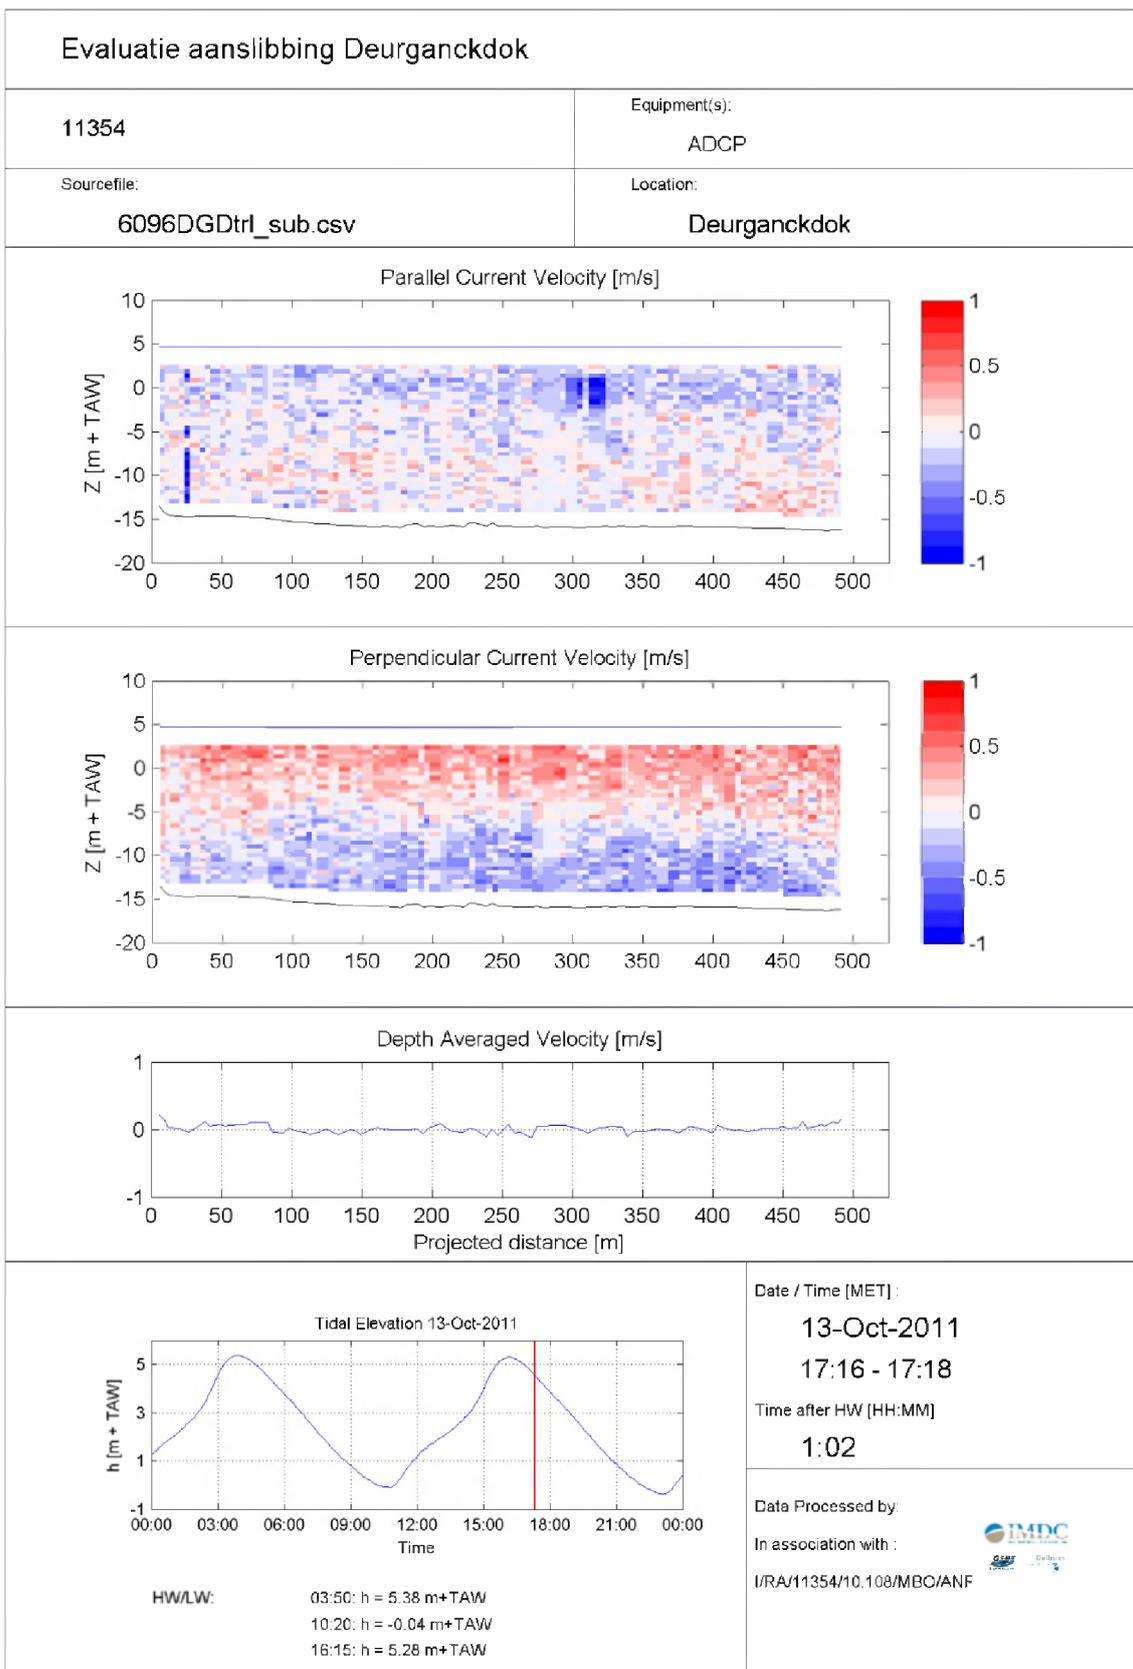 Evaluatie aanslibbing Deurganckdok
11354
Equipment(s):
ADCP
Sourcefile:
6096DGDtrl_sub.csv
Location:
Deurganckdok
Parallel Current Velocity [m/s]
10
5
0
-5
-10
-15
-20
Z [m + TAW]
0 50 100 150 200 250 300 350 400 450 500
1
0.5
0
-0.5
-1
Perpendicular Current Velocity [m/s]
10
5
0
-5
-10
-15
-20
Z [m + TAW]
0 50 100 150 200 250 300 350 400 450 500
1
0.5
0
-0.5
-1
Depth Averaged Velocity [m/s]
1
0
-1
0 50 100 150 200 250 300 350 400 450 500
Projected distance [m]
Tidal Elevation 13-Oct-2011
5
3
1
-1
h [m + TAW]
00:00 03:00 06:00 09:00 12:00 15:00 18:00 21:00 00:00
Time
HW/LW:
03:50: h = 5.38 m+TAW
10:20: h = -0.04 m+TAW
16:15: h = 5.28 m+TAW
Date / Time [MET] :
13-Oct-2011
17:16 - 17:18
Time after HW [HH:MM]
1:02
Data Processed by:
IMDC
In association with :
I/RA/11354/10.108/MBO/ANF